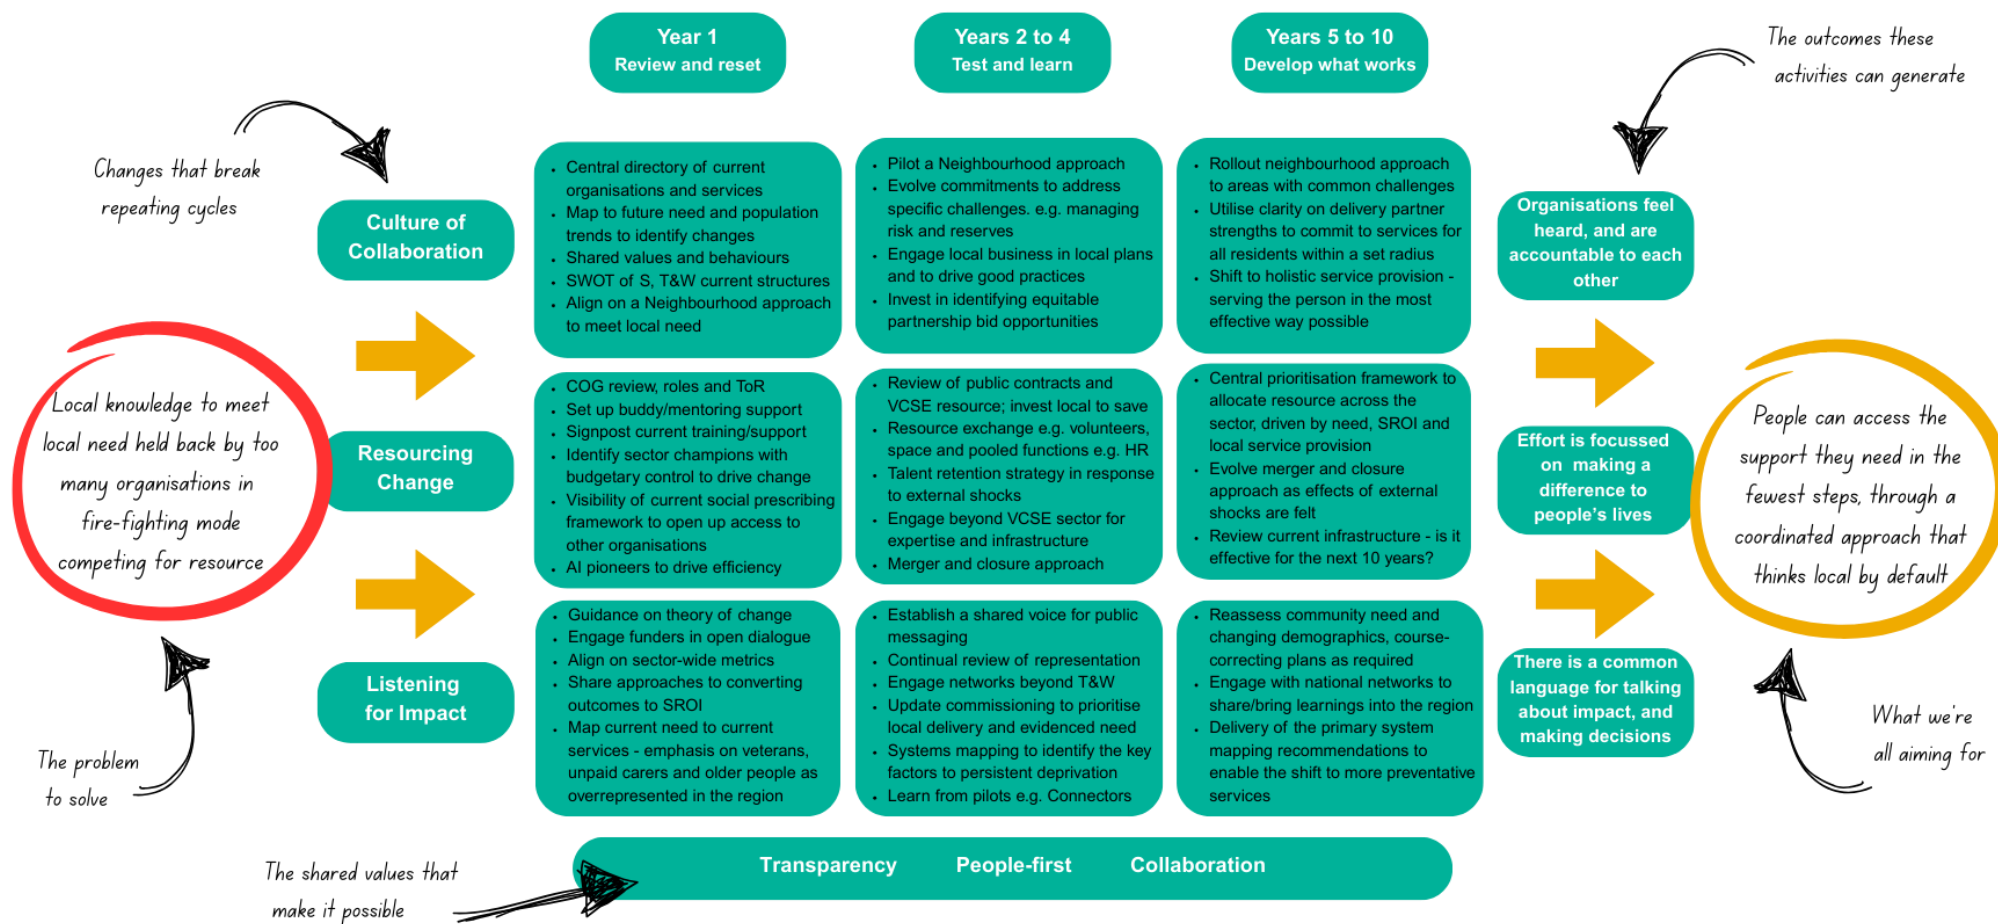 Year 1
Review and reset
Years 2 to 4
Test and learn
Years 5 to 10
Develop what works
The outcomes these
activities can generate
Changes that break
repeating cycles
Culture of
Collaboration
• Central directory of current
organisations and services
• Map to future need and population
trends to identify changes
• Shared values and behaviours
• SWOT of S, T&W current structures
• Align on a Neighbourhood approach
to meet local need
• Pilot a Neighbourhood approach
• Evolve commitments to address
specific challenges. e.g. managing
risk and reserves
• Engage local business in local plans
and to drive good practices
• Invest in identifying equitable
partnership bid opportunities
• Rollout neighbourhood approach
to areas with common challenges
• Utilise clarity on delivery partner
strengths to commit to services for
all residents within a set radius
• Shift to holistic service provision -
serving the person in the most
effective way possible
Organisations feel
heard, and are
accountable to each
other
Local knowledge to meet
local need held back by too
many organisations in
fire-fighting mode
competing for resource
Resourcing
Change
• COG review, roles and ToR
• Set up buddy/mentoring support
• Signpost current training/support
• Identify sector champions with
budgetary control to drive change
• Visibility of current social prescribing
framework to open up access to
other organisations
• AI pioneers to drive efficiency
• Review of public contracts and
VCSE resource; invest local to save
• Resource exchange e.g. volunteers,
space and pooled functions e.g. HR
• Talent retention strategy in response
to external shocks
• Engage beyond VCSE sector for
expertise and infrastructure
• Merger and closure approach
• Central prioritisation framework to
allocate resource across the
sector, driven by need, SROI and
local service provision
• Evolve merger and closure
approach as effects of external
shocks are felt
• Review current infrastructure - is it
effective for the next 10 years?
Effort is focussed
on making a
difference to
people's lives
People can access the
support they need in the
fewest steps, through a
coordinated approach that
thinks local by default
Listening
for Impact
• Guidance on theory of change
• Engage funders in open dialogue
• Align on sector-wide metrics
• Share approaches to converting
outcomes to SROI
• Map current need to current
services - emphasis on veterans,
unpaid carers and older people as
overrepresented in the region
• Establish a shared voice for public
messaging
• Continual review of representation
• Engage networks beyond T&W
• Update commissioning to prioritise
local delivery and evidenced need
• Systems mapping to identify the key
factors to persistent deprivation
• Learn from pilots e.g. Connectors
• Reassess community need and
changing demographics, course-
correcting plans as required
• Engage with national networks to
share/bring learnings into the region
• Delivery of the primary system
mapping recommendations to
enable the shift to more preventative
services
There is a common
language for talking
about impact, and
making decisions
The problem
to solve
What we're
all aiming for
The shared values that
make it possible
Transparency People-first Collaboration